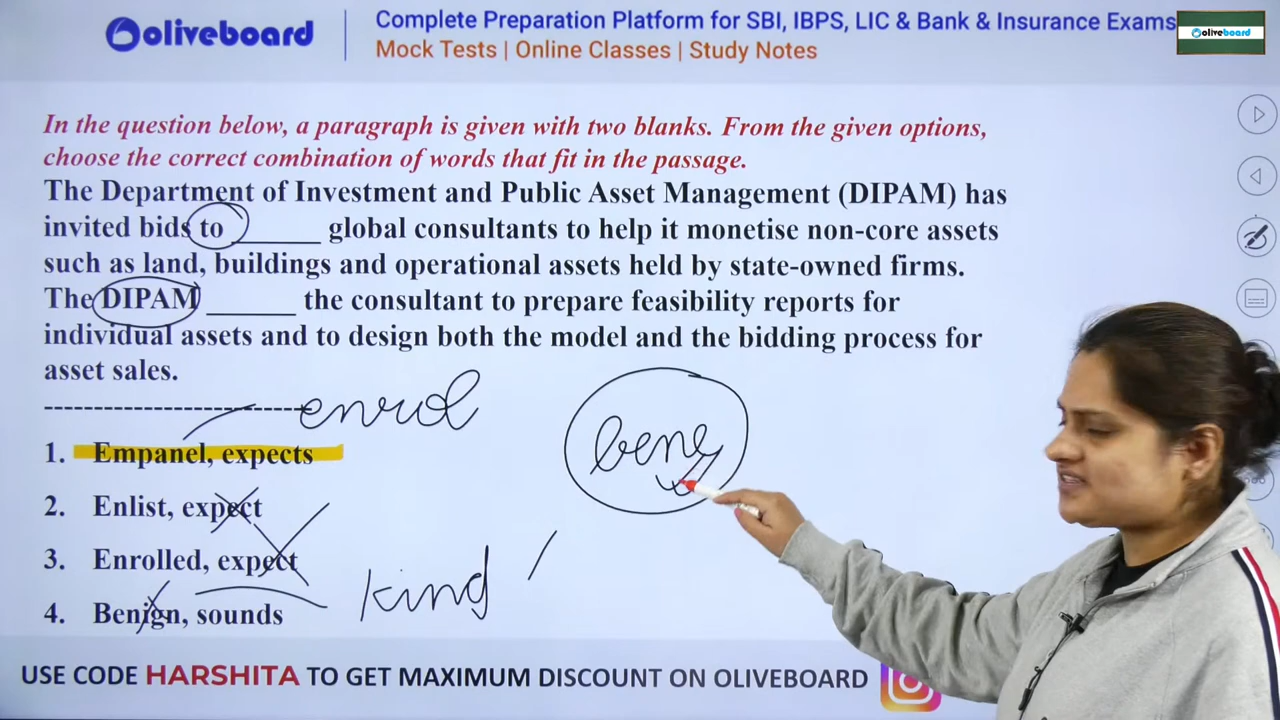 oliveboard
Complete Preparation Platform for SBI, IBPS, LIC & Bank & Insurance Exams
Mock Tests | Online Classes | Study Notes
oliveboard
In the question below, a paragraph is given with two blanks. From the given options,
choose the correct combination of words that fit in the passage.
The Department of Investment and Public Asset Management (DIPAM) has
invited bids to ______ global consultants to help it monetise non-core assets
such as land, buildings and operational assets held by state-owned firms.
The DIPAM ______ the consultant to prepare feasibility reports for
individual assets and to design both the model and the bidding process for
asset sales.
enrol
1. Empanel, expects
bene
2. Enlist, expect
3. Enrolled, expect
kind
4. Benign, sounds
USE CODE HARSHITA TO GET MAXIMUM DISCOUNT ON OLIVEBOARD